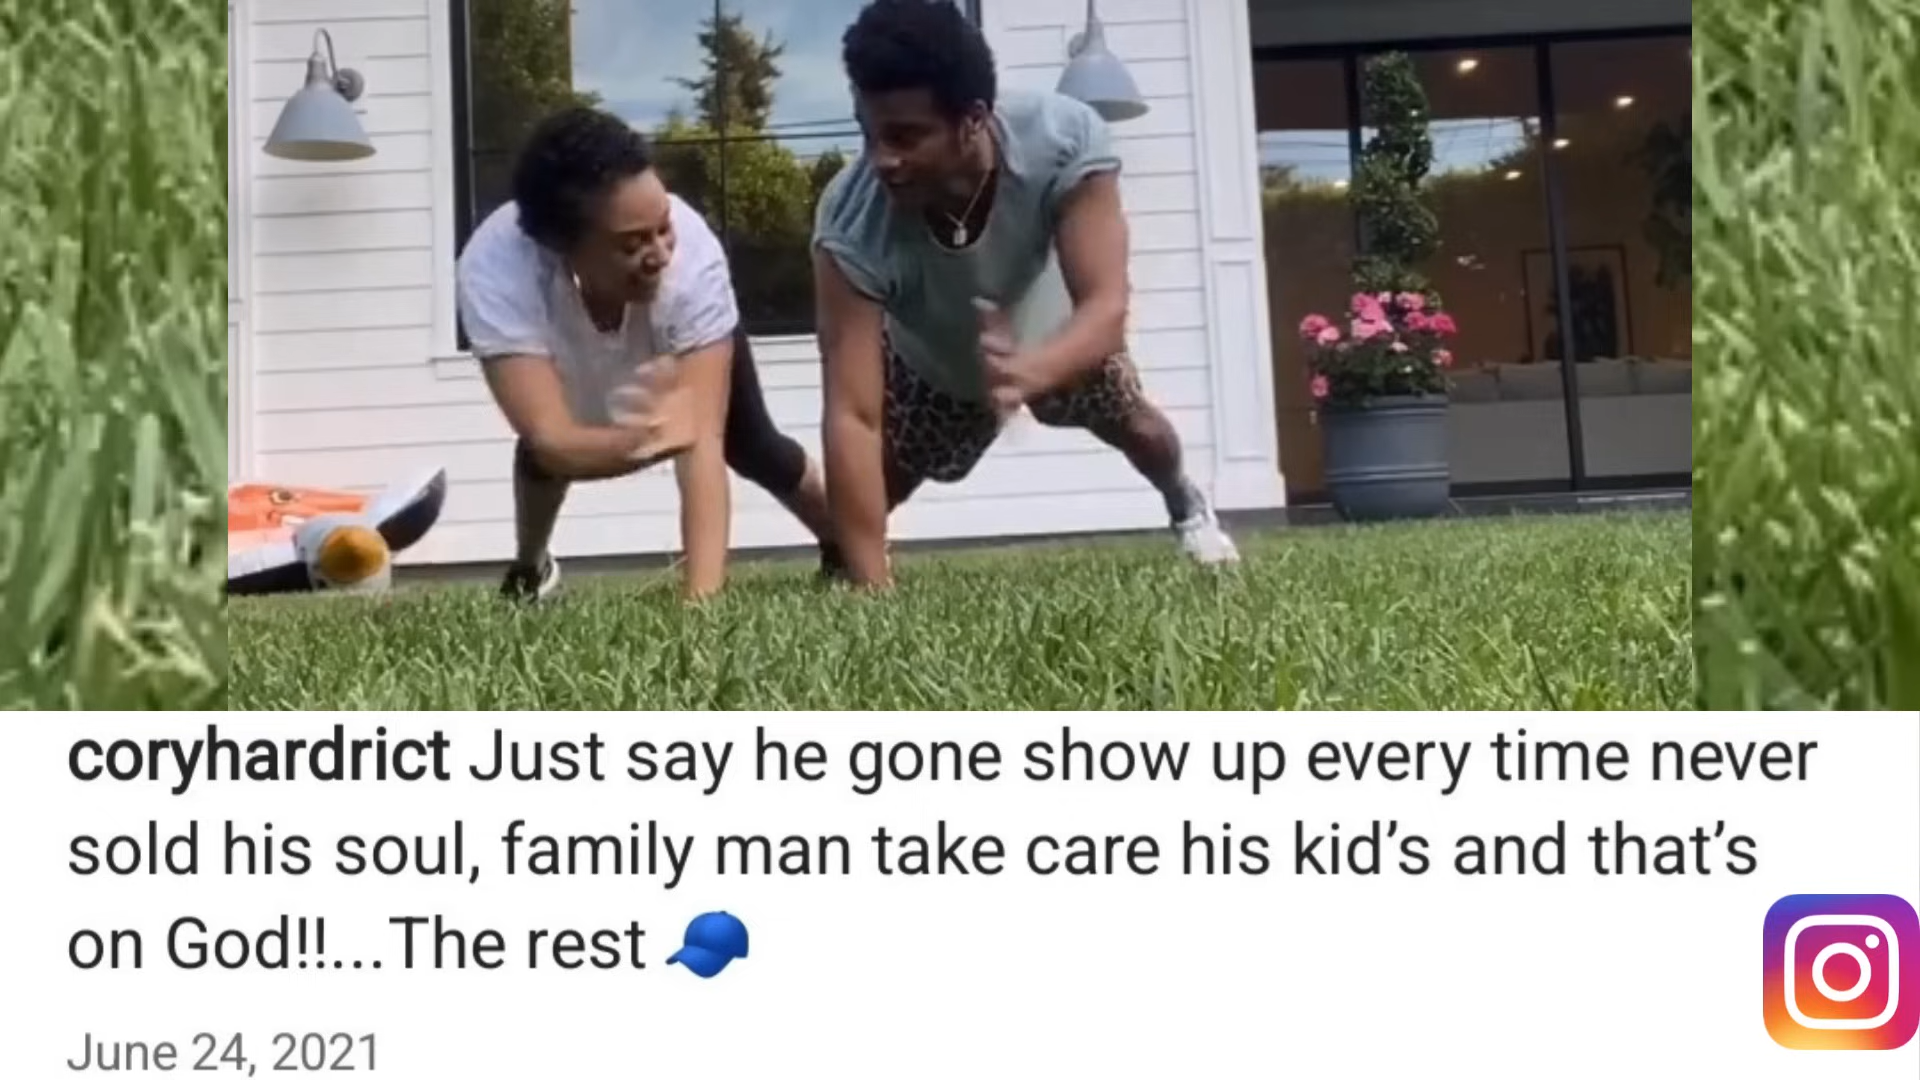 coryhardrict Just say he gone show up every time never
sold his soul, family man take care his kid’s and that’s
on God!!...The rest 🧢
June 24, 2021